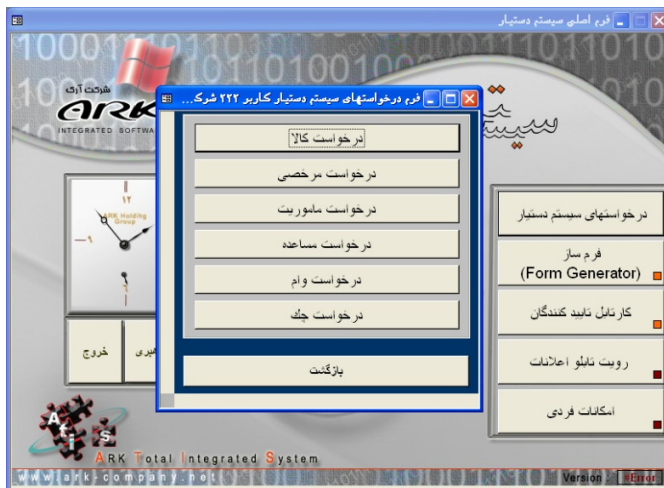 فرم اصلی سیستم دستیار
شرکت آرک
ARK
INTEGRATED SOFTWA
فرم درخواستهای سیستم دستیار کاربر ۲۲۲ شرک...
درخواست کالا
درخواست مرخصی
درخواست ماموریت
درخواست مساعده
درخواست وام
درخواست چك
بازگشت
۱۲
ARK Holding
Group
۹
۶
خروج
درخواستهای سیستم دستیار
فرم ساز
(Form Generator)
کارتابل تایید کنندگان
رویت تابلو اعلانات
امکانات فردی
ARK Total Integrated System
www.ark-company.net
Version : #Error